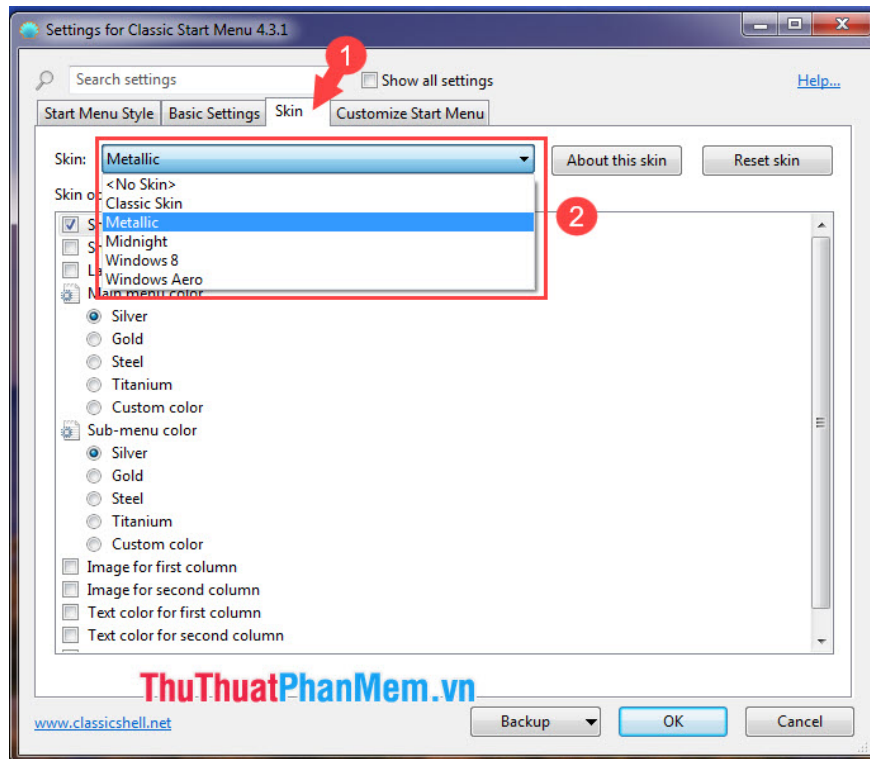 Settings for Classic Start Menu 4.3.1
1
Search settings
Show all settings
Help...
Start Menu Style Basic Settings Skin Customize Start Menu
Skin: Metallic About this skin Reset skin
<No Skin>
Skin
Classic Skin
Metallic
2
Midnight
Windows 8
Windows Aero
Main menu color
Silver
Gold
Steel
Titanium
Custom color
Sub-menu color
Silver
Gold
Steel
Titanium
Custom color
Image for first column
Image for second column
Text color for first column
Text color for second column
ThuThuatPhanMem.vn
www.classicshell.net Backup OK Cancel